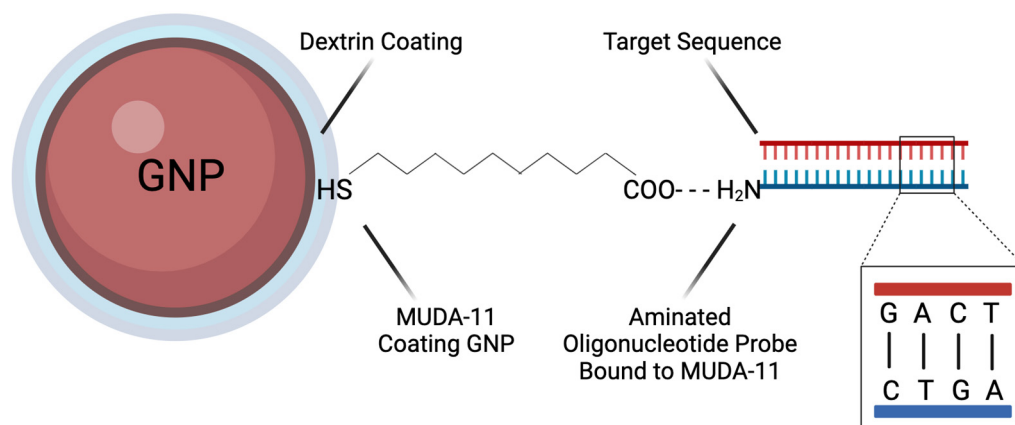 Dextrin Coating
Target Sequence
GNP
HS
COO- - - H₂N
MUDA-11
Coating GNP
Aminated
Oligonucleotide Probe
Bound to MUDA-11
G A C T
C T G A